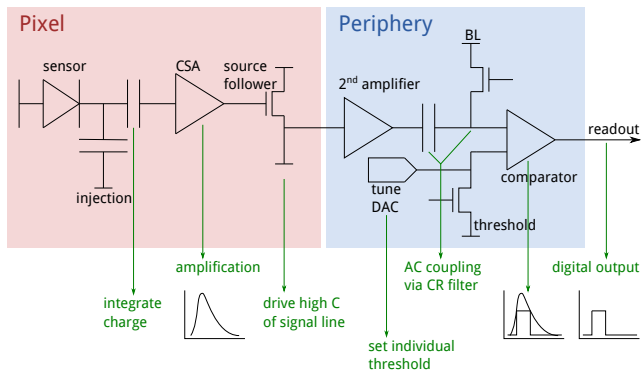 Pixel
Periphery
sensor
CSA
source
follower
2nd amplifier
BL
readout
injection
tune
DAC
comparator
threshold
amplification
AC coupling
via CR filter
digital output
integrate
charge
drive high C
of signal line
set individual
threshold